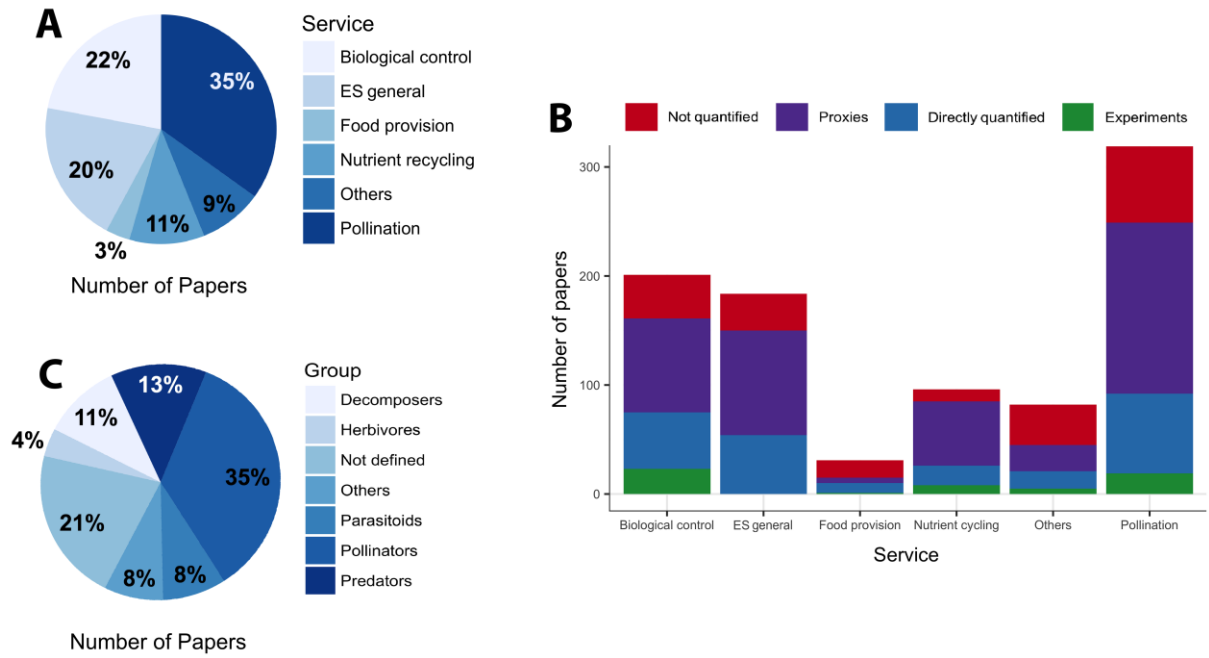 A
Service
Biological control
ES general
Food provision
Nutrient recycling
Others
Pollination
22%
35%
20%
9%
11%
3%
Number of Papers
B
Not quantified
Proxies
Directly quantified
Experiments
Number of papers
300
200
100
0
Biological control
ES general
Food provision
Nutrient cycling
Others
Pollination
Service
C
Group
Decomposers
Herbivores
Not defined
Others
Parasitoids
Pollinators
Predators
13%
11%
4%
35%
21%
8%
8%
Number of Papers